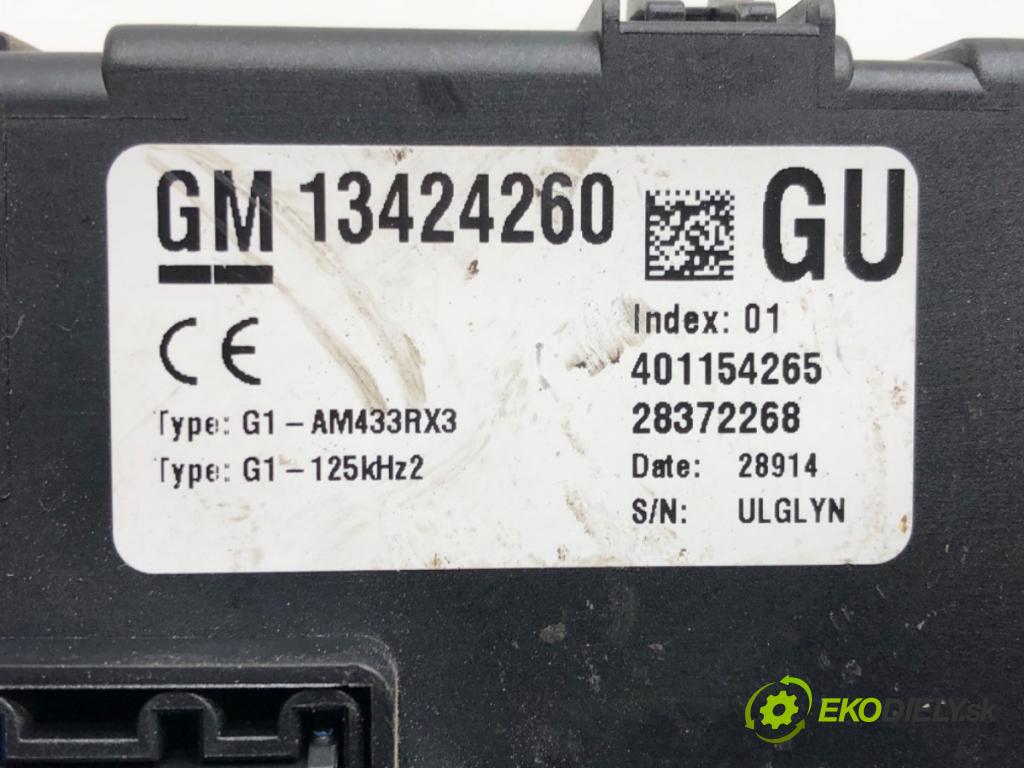 GM 13424260 GU
CE
Index: 01
401154265
Type: G1-AM433RX3
28372268
Type: G1-125kHz2
Date: 28914
S/N: ULGLYN
EKODIELY.sk